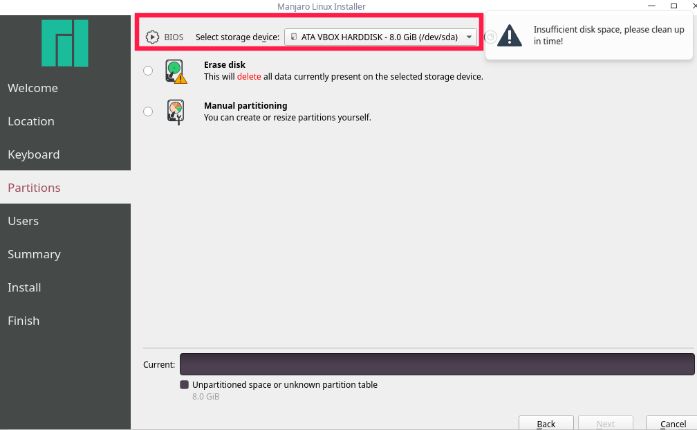 Manjaro Linux Installer
BIOS Select storage device: ATA VBOX HARDDISK - 8.0 GiB (/dev/sda)
Insufficient disk space, please clean up
in time!
Welcome
Location
Keyboard
Partitions
Users
Summary
Install
Finish
Erase disk
This will delete all data currently present on the selected storage device.
Manual partitioning
You can create or resize partitions yourself.
Current:
Unpartitioned space or unknown partition table
8.0 GiB
Back
Next
Cancel